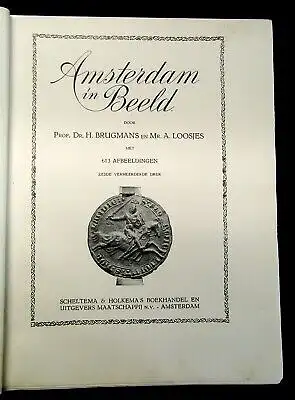 Amsterdam
in Beeld
DOOR
PROF. DR. H. BRUGMANS EN MR. A. LOOSJES
MET
613 AFBEELDINGEN
ZESDE VERMEERDERDE DRUK
SCHELTEMA & HOLKEMA'S BOEKHANDEL EN
UITGEVERS MAATSCHAPPIJ N.V. - AMSTERDAM